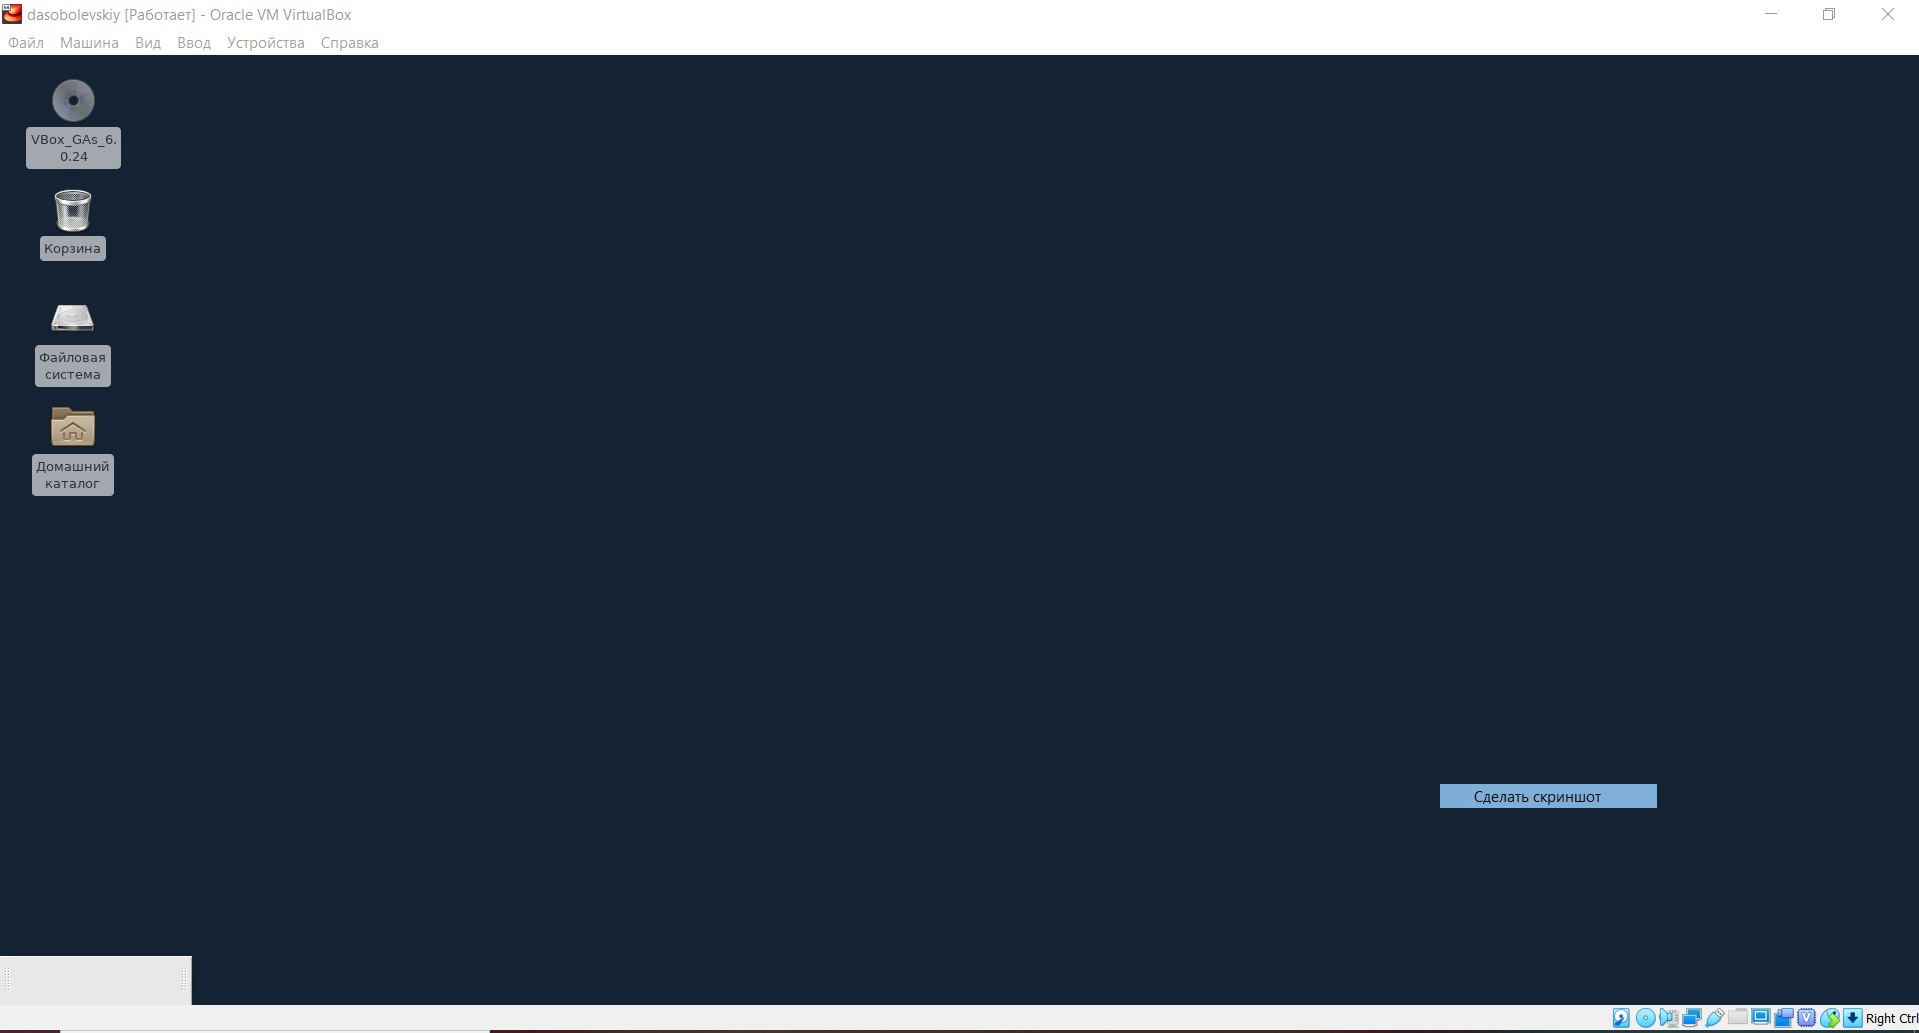 dasobolevskiy [Работает] - Oracle VM VirtualBox
Файл Машина Вид Ввод Устройства Справка
VBox_GAs_6.
0.24
Корзина
Файловая
система
Домашний
каталог
Сделать скриншот
Right Ctrl